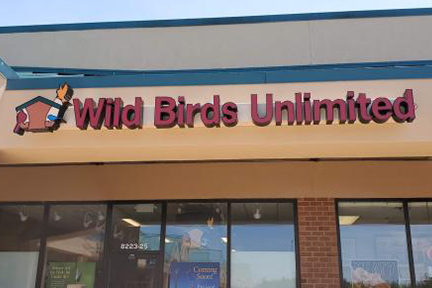 Wild Birds Unlimited
8223-25
Coming
Soon!